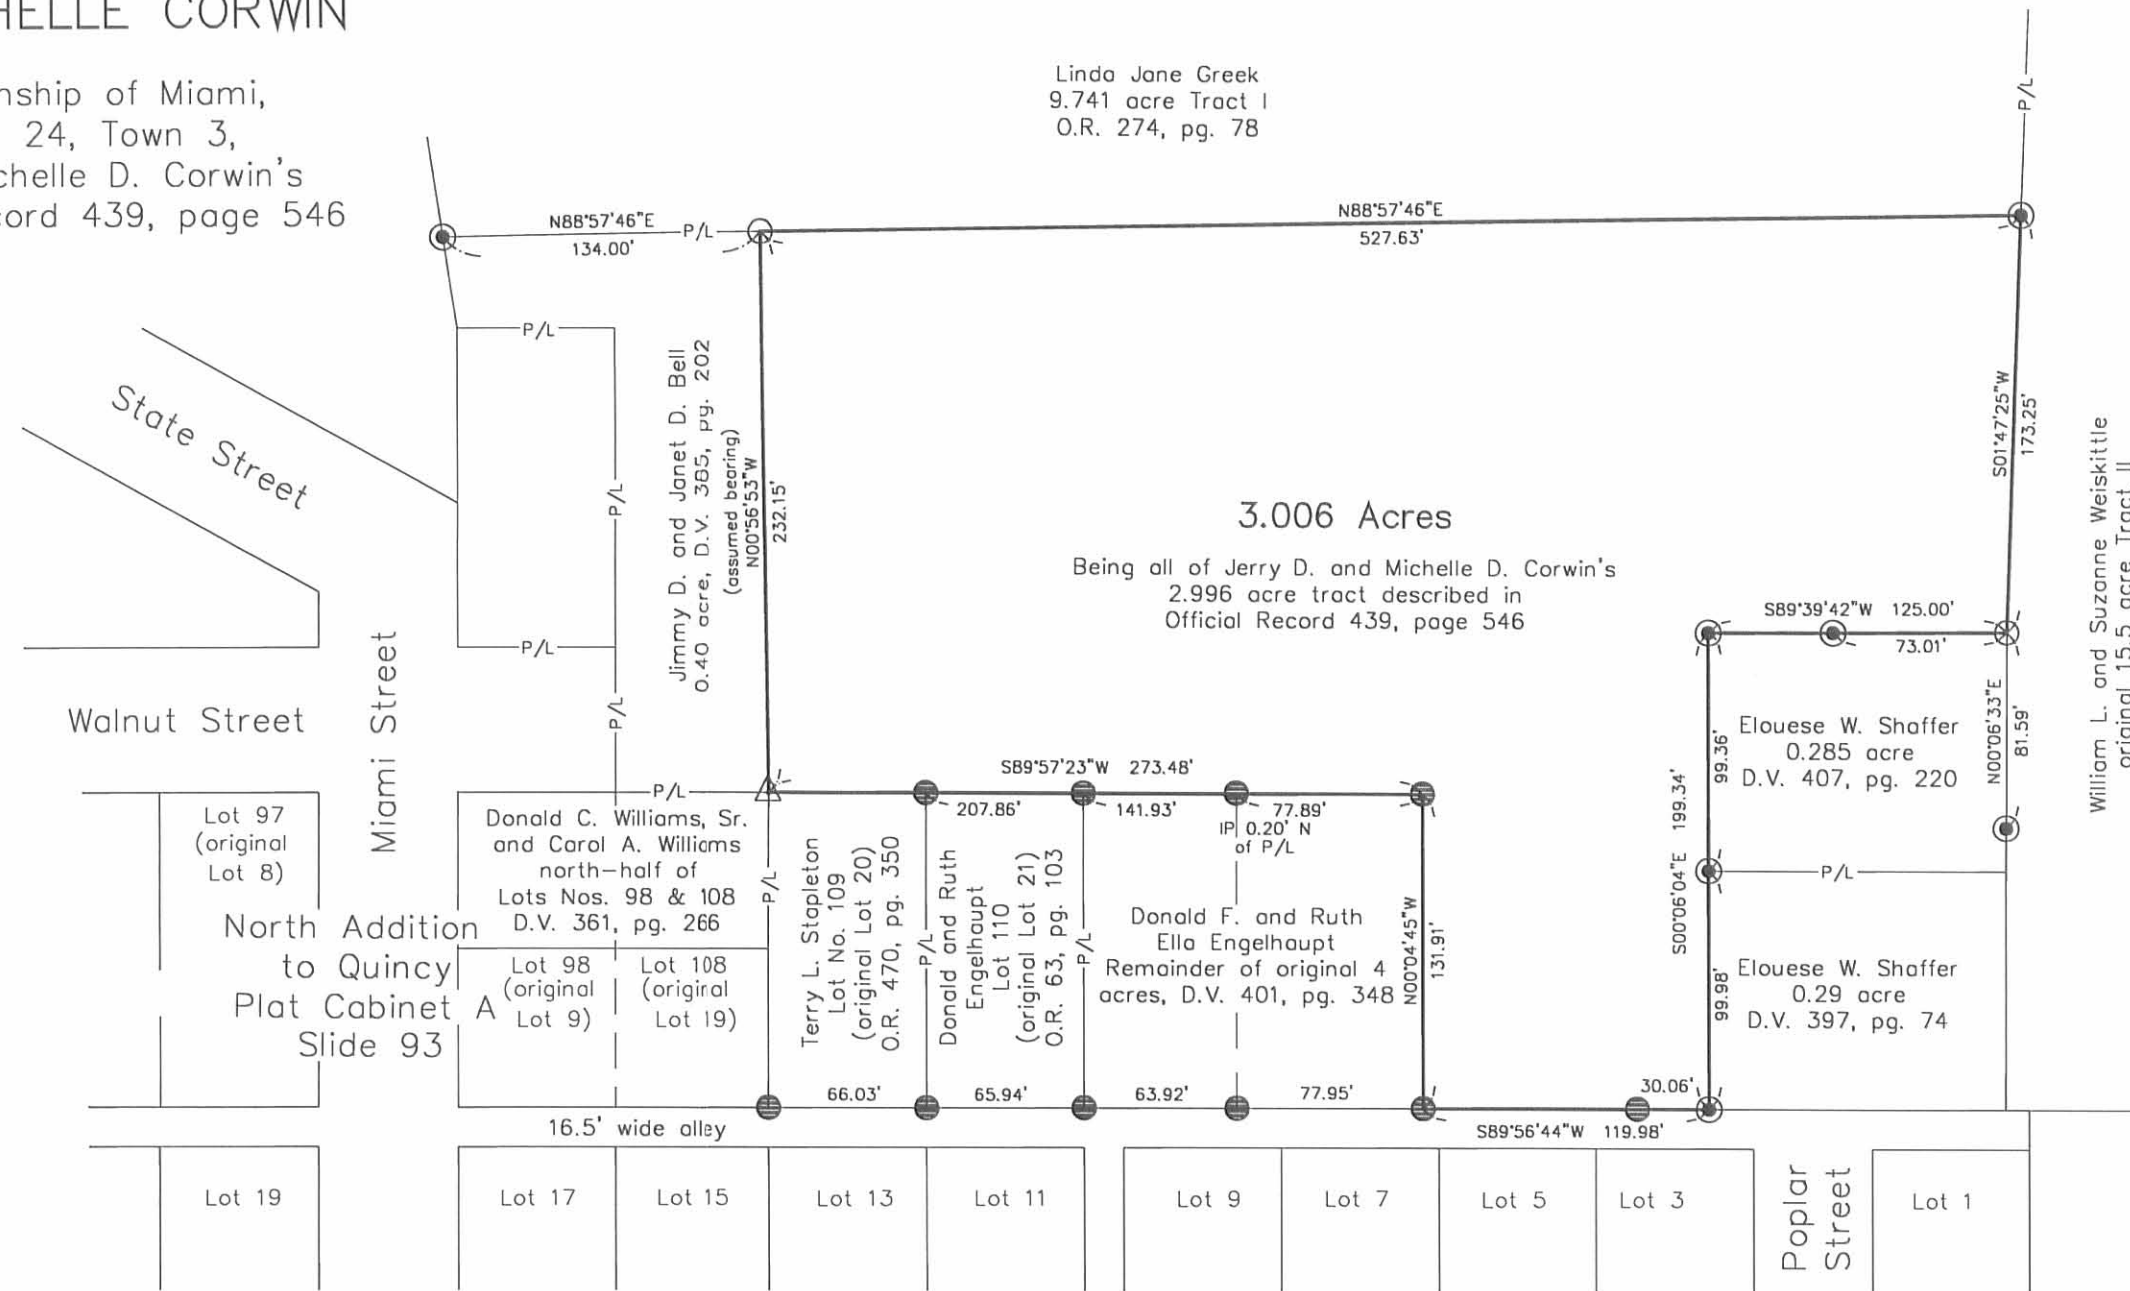 HELLE CORWIN
nship of Miami,
24, Town 3,
chelle D. Corwin's
cord 439, page 546
Linda Jane Greek
9.741 acre Tract I
O.R. 274, pg. 78
P/L
N88°57'46"E
134.00'
P/L
N88°57'46"E
527.63'
P/L
P/L
P/L
P/L
State Street
Walnut Street
Miami Street
Jimmy D. and Janet D. Bell
0.40 acre, D.V. 385, pg. 202
(assumed bearing)
N00°56'53"W
232.15'
3.006 Acres
Being all of Jerry D. and Michelle D. Corwin's
2.996 acre tract described in
Official Record 439, page 546
S01°47'25"W
173.25'
William L. and Suzanne Weiskittle
original 15.5 acre Tract II
S89°39'42"W 125.00'
73.01'
Elouese W. Shaffer
0.285 acre
D.V. 407, pg. 220
N00°06'33"E
81.59'
99.36'
S00°06'04"E 199.34'
99.98'
P/L
Elouese W. Shaffer
0.29 acre
D.V. 397, pg. 74
P/L
S89°57'23"W 273.48'
207.86'
141.93'
77.89'
IP 0.20' N
of P/L
Lot 97
(original
Lot 8)
Donald C. Williams, Sr.
and Carol A. Williams
north-half of
Lots Nos. 98 & 108
D.V. 361, pg. 266
P/L
North Addition
to Quincy
Plat Cabinet A
Slide 93
Lot 98
(original
Lot 9)
Lot 108
(original
Lot 19)
Terry L. Stapleton
Lot No. 109
(original Lot 20)
O.R. 470, pg. 350
P/L
Donald and Ruth
Engelhaupt
Lot 110
(original Lot 21)
O.R. 63, pg. 103
P/L
Donald F. and Ruth
Ella Engelhaupt
Remainder of original 4
acres, D.V. 401, pg. 348
N00°04'45"W
131.91'
66.03'
65.94'
63.92'
77.95'
30.06'
S89°56'44"W 119.98'
16.5' wide alley
Lot 19
Lot 17
Lot 15
Lot 13
Lot 11
Lot 9
Lot 7
Lot 5
Lot 3
Poplar
Street
Lot 1